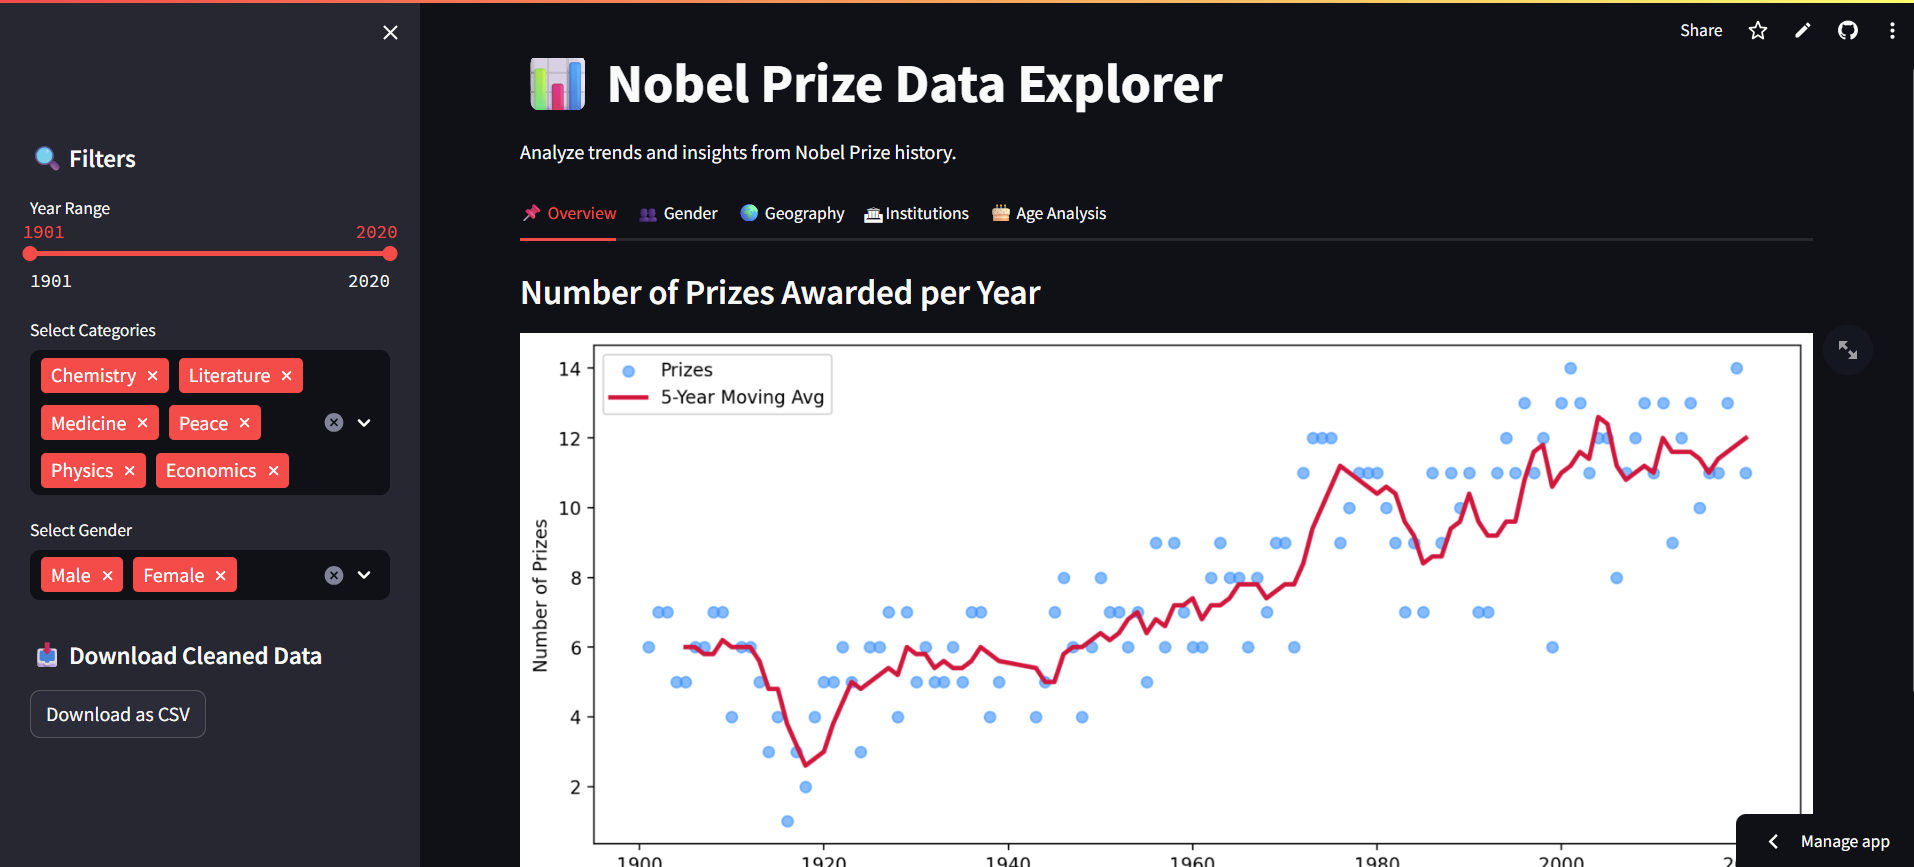 Share
Nobel Prize Data Explorer
Analyze trends and insights from Nobel Prize history.
Filters
Year Range
1901 2020
1901 2020
Select Categories
Chemistry × Literature ×
Medicine × Peace ×
Physics × Economics ×
Select Gender
Male × Female ×
Download Cleaned Data
Download as CSV
Overview Gender Geography Institutions Age Analysis
Number of Prizes Awarded per Year
Prizes
5-Year Moving Avg
Number of Prizes
14
12
10
8
6
4
2
1900 1920 1940 1960 1980 2000
Manage app